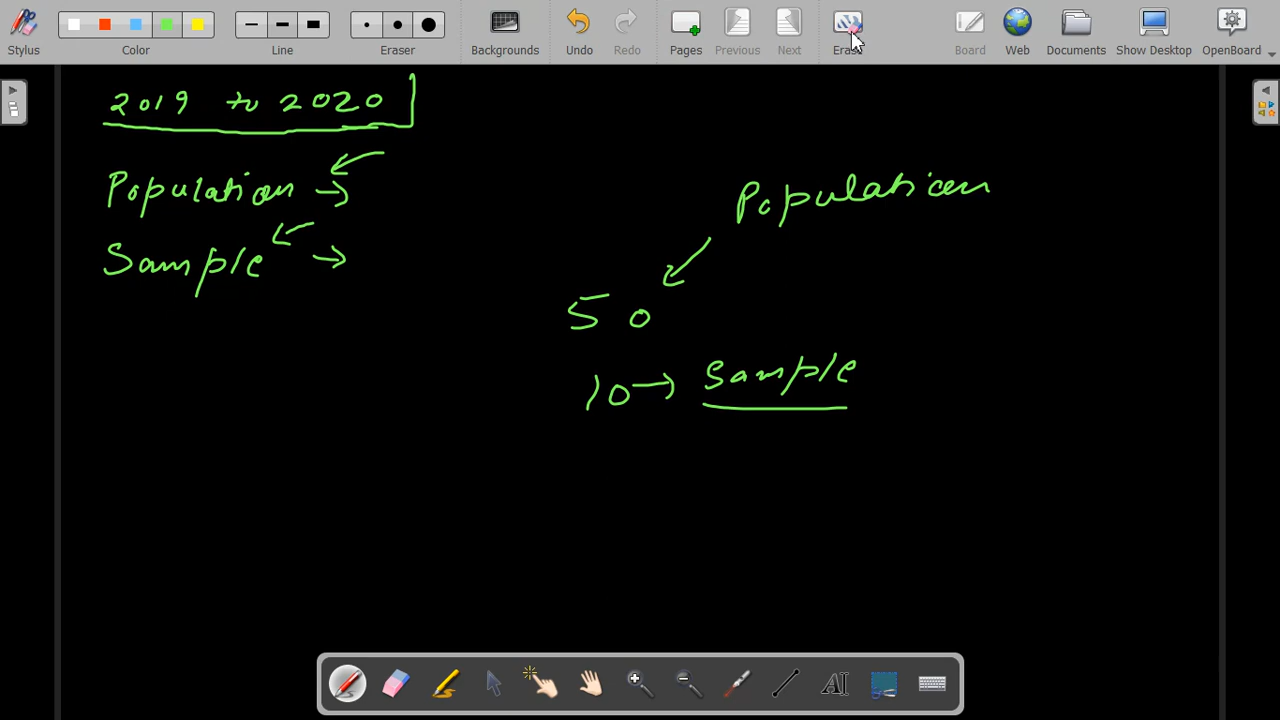 Stylus Color Line Eraser Backgrounds Undo Redo Pages Previous Next Erase Board Web Documents Show Desktop OpenBoard
2019 to 2020
Population →
Sample →
Population
50
10 → Sample